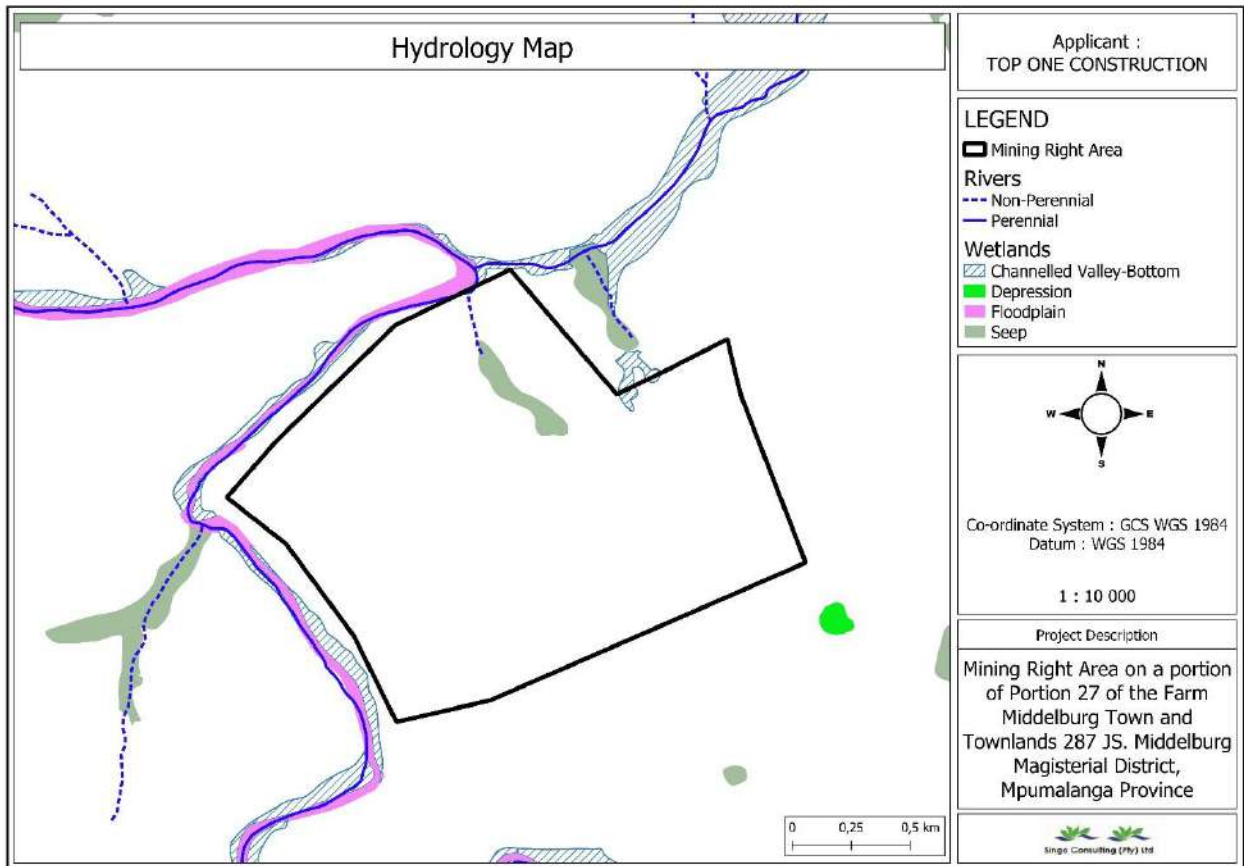 Hydrology Map
Applicant :
TOP ONE CONSTRUCTION
LEGEND
Mining Right Area
Rivers
Non-Perennial
Perennial
Wetlands
Channelled Valley-Bottom
Depression
Floodplain
Seep
N
W E
S
Co-ordinate System : GCS WGS 1984
Datum : WGS 1984
1 : 10 000
Project Description
Mining Right Area on a portion
of Portion 27 of the Farm
Middelburg Town and
Townlands 287 JS. Middelburg
Magisterial District,
Mpumalanga Province
0 0,25 0,5 km
Singo Consulting (Pty) Ltd